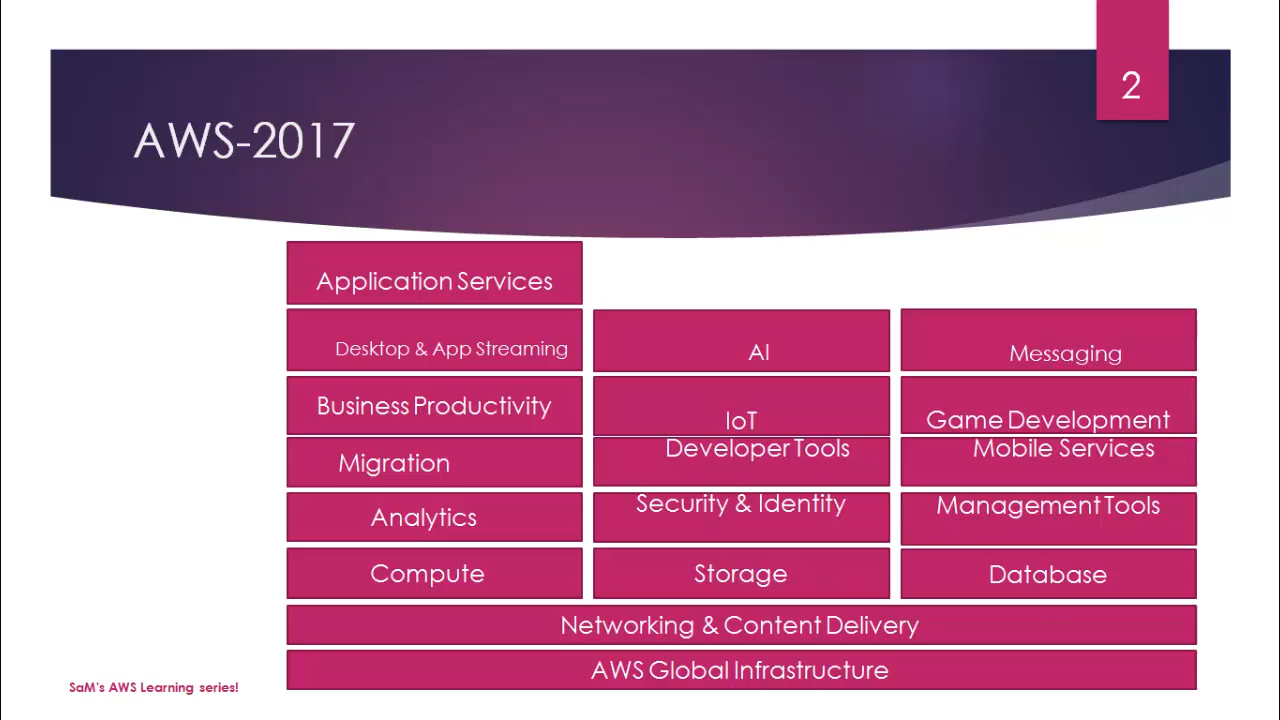 2
AWS-2017
Application Services
Desktop & App Streaming
AI
Messaging
Business Productivity
IoT
Game Development
Migration
Developer Tools
Mobile Services
Analytics
Security & Identity
Management Tools
Compute
Storage
Database
Networking & Content Delivery
AWS Global Infrastructure
SaM's AWS Learning series!